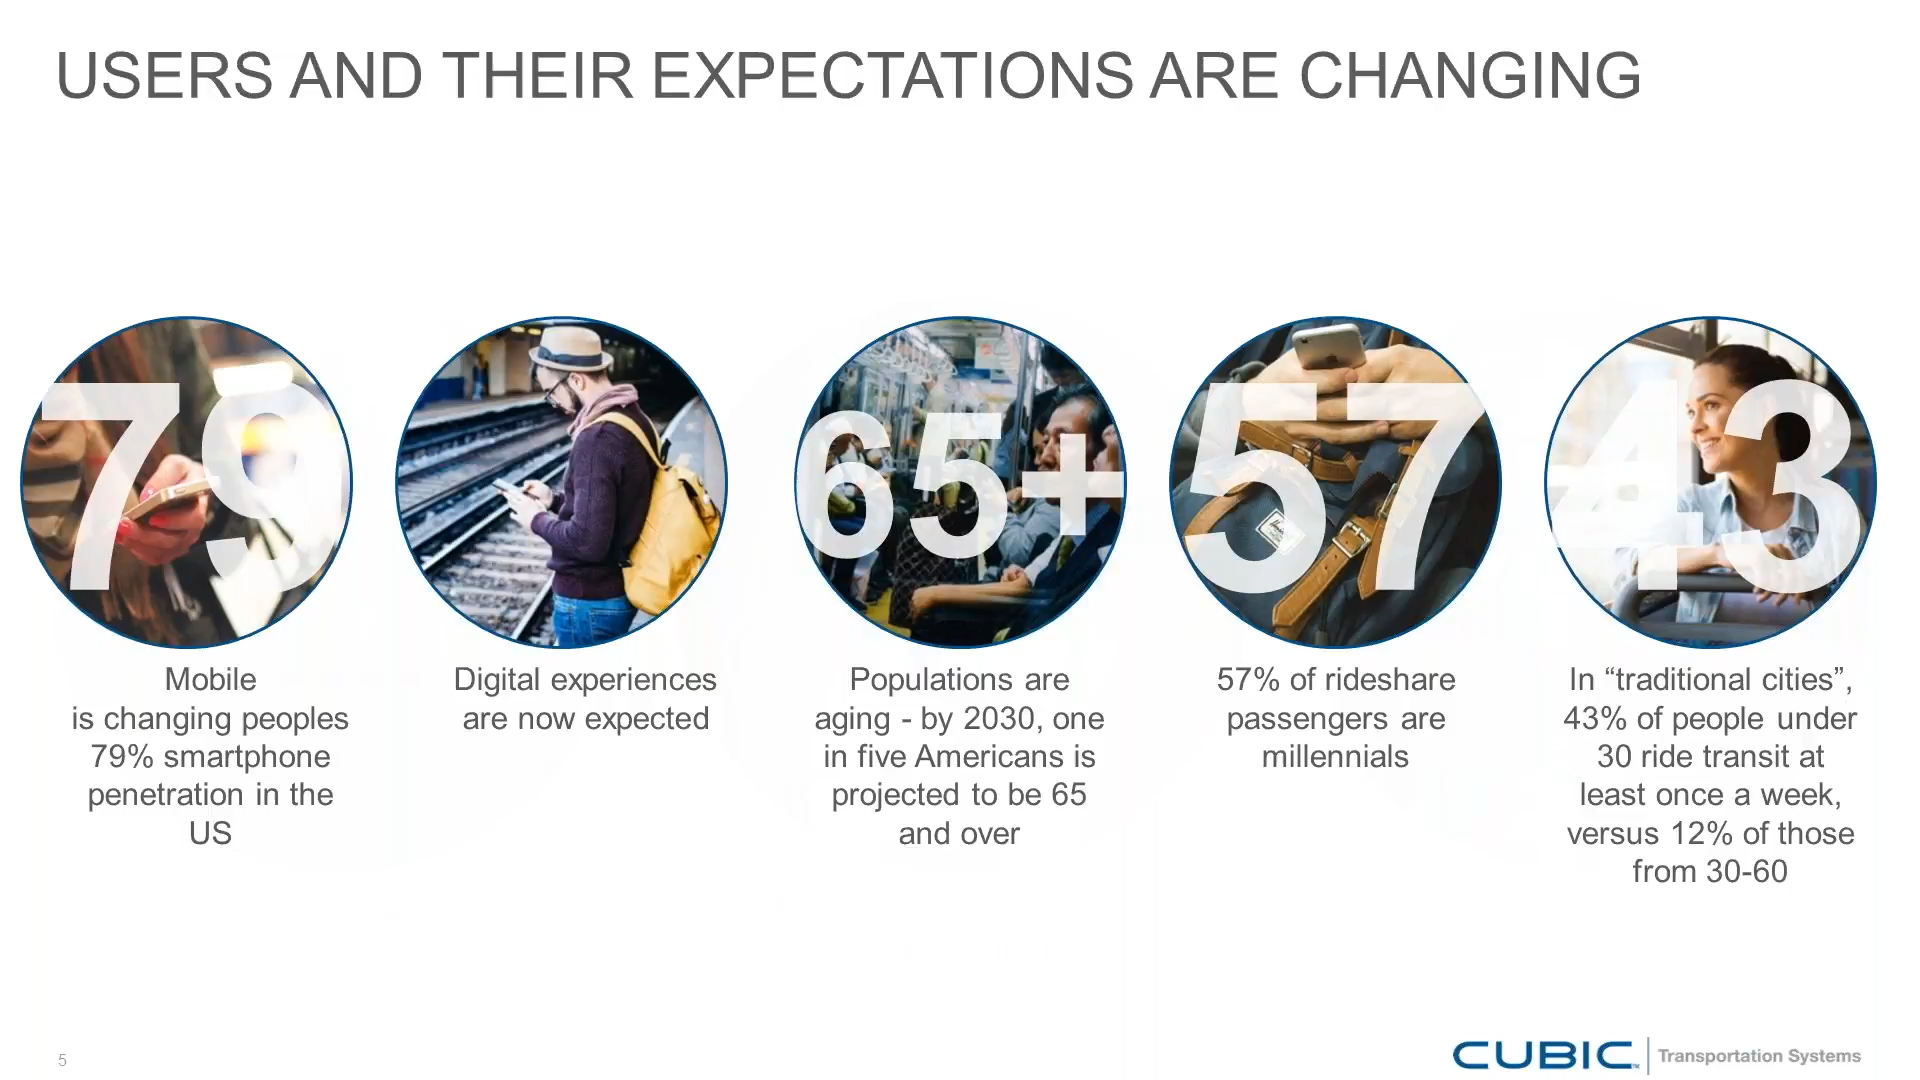 USERS AND THEIR EXPECTATIONS ARE CHANGING
79
Mobile
is changing peoples
79% smartphone
penetration in the
US
Digital experiences
are now expected
65+
Populations are
aging - by 2030, one
in five Americans is
projected to be 65
and over
57
57% of rideshare
passengers are
millennials
43
In “traditional cities”,
43% of people under
30 ride transit at
least once a week,
versus 12% of those
from 30-60
5
CUBIC™ Transportation Systems